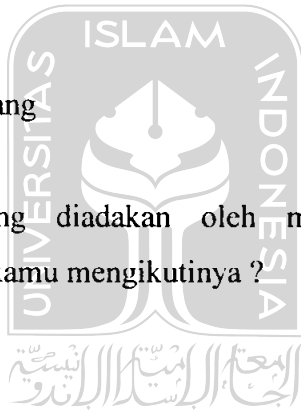 ISLAM
UNIVERSITAS
INDONESIA
ang
ng diadakan oleh m
kamu mengikutinya ?